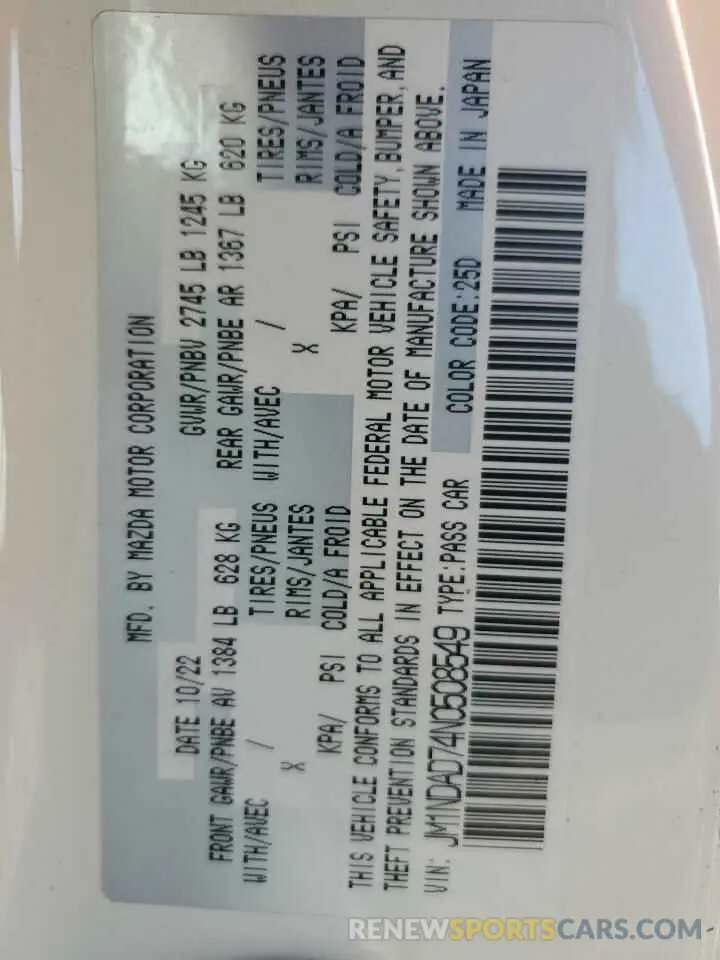 MFD. BY MAZDA MOTOR CORPORATION
DATE 10/22 GVWR/PNBV 2745 LB 1245 KG
FRONT GAWR/PNBE AV 1384 LB 628 KG REAR GAWR/PNBE AR 1367 LB 620 KG
WITH/AVEC / TIRES/PNEUS WITH/AVEC / TIRES/PNEUS
X RIMS/JANTES X RIMS/JANTES
KPA/ PSI COLD/A FROID KPA/ PSI COLD/A FROID
THIS VEHICLE CONFORMS TO ALL APPLICABLE FEDERAL MOTOR VEHICLE SAFETY, BUMPER, AND
THEFT PREVENTION STANDARDS IN EFFECT ON THE DATE OF MANUFACTURE SHOWN ABOVE.
VIN: JM1NDAD74N0508549 TYPE:PASS CAR COLOR CODE:25D MADE IN JAPAN
RENEWSPORTSCARS.COM